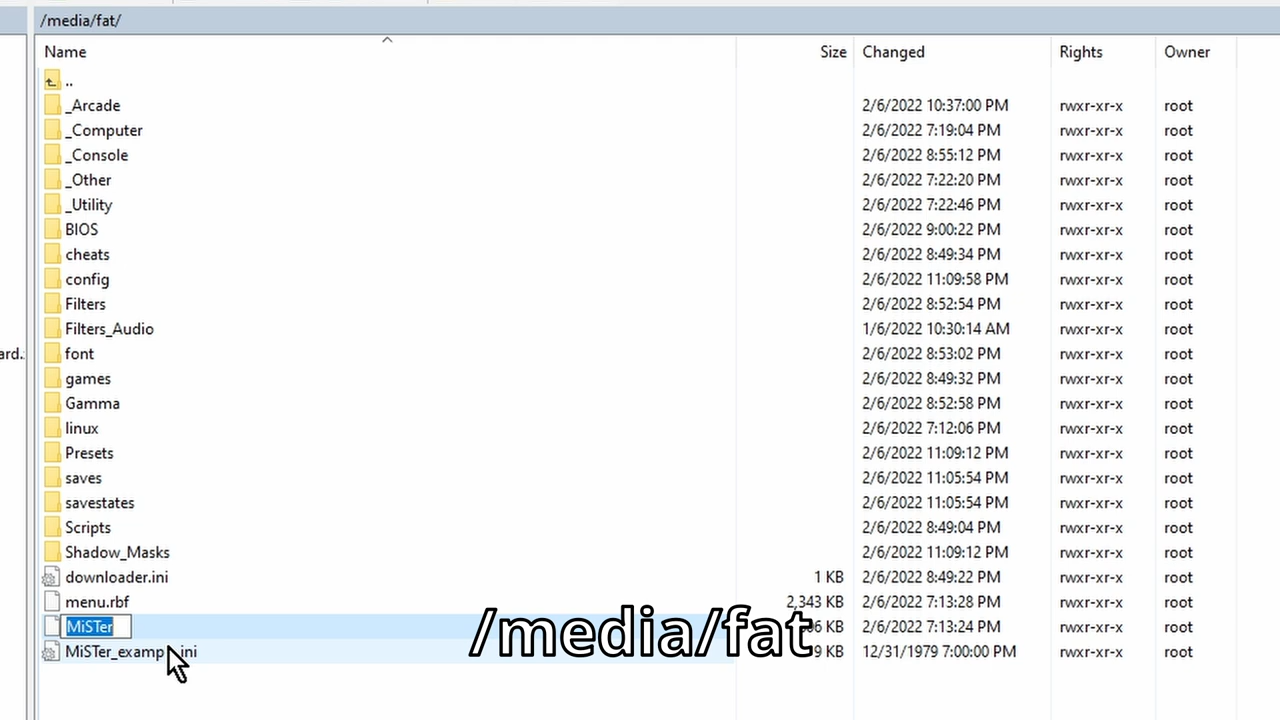 /media/fat/
Name Size Changed Rights Owner
..
_Arcade 2/6/2022 10:37:00 PM rwxr-xr-x root
_Computer 2/6/2022 7:19:04 PM rwxr-xr-x root
_Console 2/6/2022 8:55:12 PM rwxr-xr-x root
_Other 2/6/2022 7:22:20 PM rwxr-xr-x root
_Utility 2/6/2022 7:22:46 PM rwxr-xr-x root
BIOS 2/6/2022 9:00:22 PM rwxr-xr-x root
cheats 2/6/2022 8:49:34 PM rwxr-xr-x root
config 2/6/2022 11:09:58 PM rwxr-xr-x root
Filters 2/6/2022 8:52:54 PM rwxr-xr-x root
Filters_Audio 1/6/2022 10:30:14 AM rwxr-xr-x root
ard. font 2/6/2022 8:53:02 PM rwxr-xr-x root
games 2/6/2022 8:49:32 PM rwxr-xr-x root
Gamma 2/6/2022 8:52:58 PM rwxr-xr-x root
linux 2/6/2022 7:12:06 PM rwxr-xr-x root
Presets 2/6/2022 11:09:12 PM rwxr-xr-x root
saves 2/6/2022 11:05:54 PM rwxr-xr-x root
savestates 2/6/2022 11:05:54 PM rwxr-xr-x root
Scripts 2/6/2022 8:49:04 PM rwxr-xr-x root
Shadow_Masks 2/6/2022 11:09:12 PM rwxr-xr-x root
downloader.ini 1 KB 2/6/2022 8:49:22 PM rwxr-xr-x root
menu.rbf 2,343 KB 2/6/2022 7:13:28 PM rwxr-xr-x root
MiSTer KB 2/6/2022 7:13:24 PM rwxr-xr-x root
ini KB 12/31/1979 7:00:00 PM rwxr-xr-x root
/media/fat